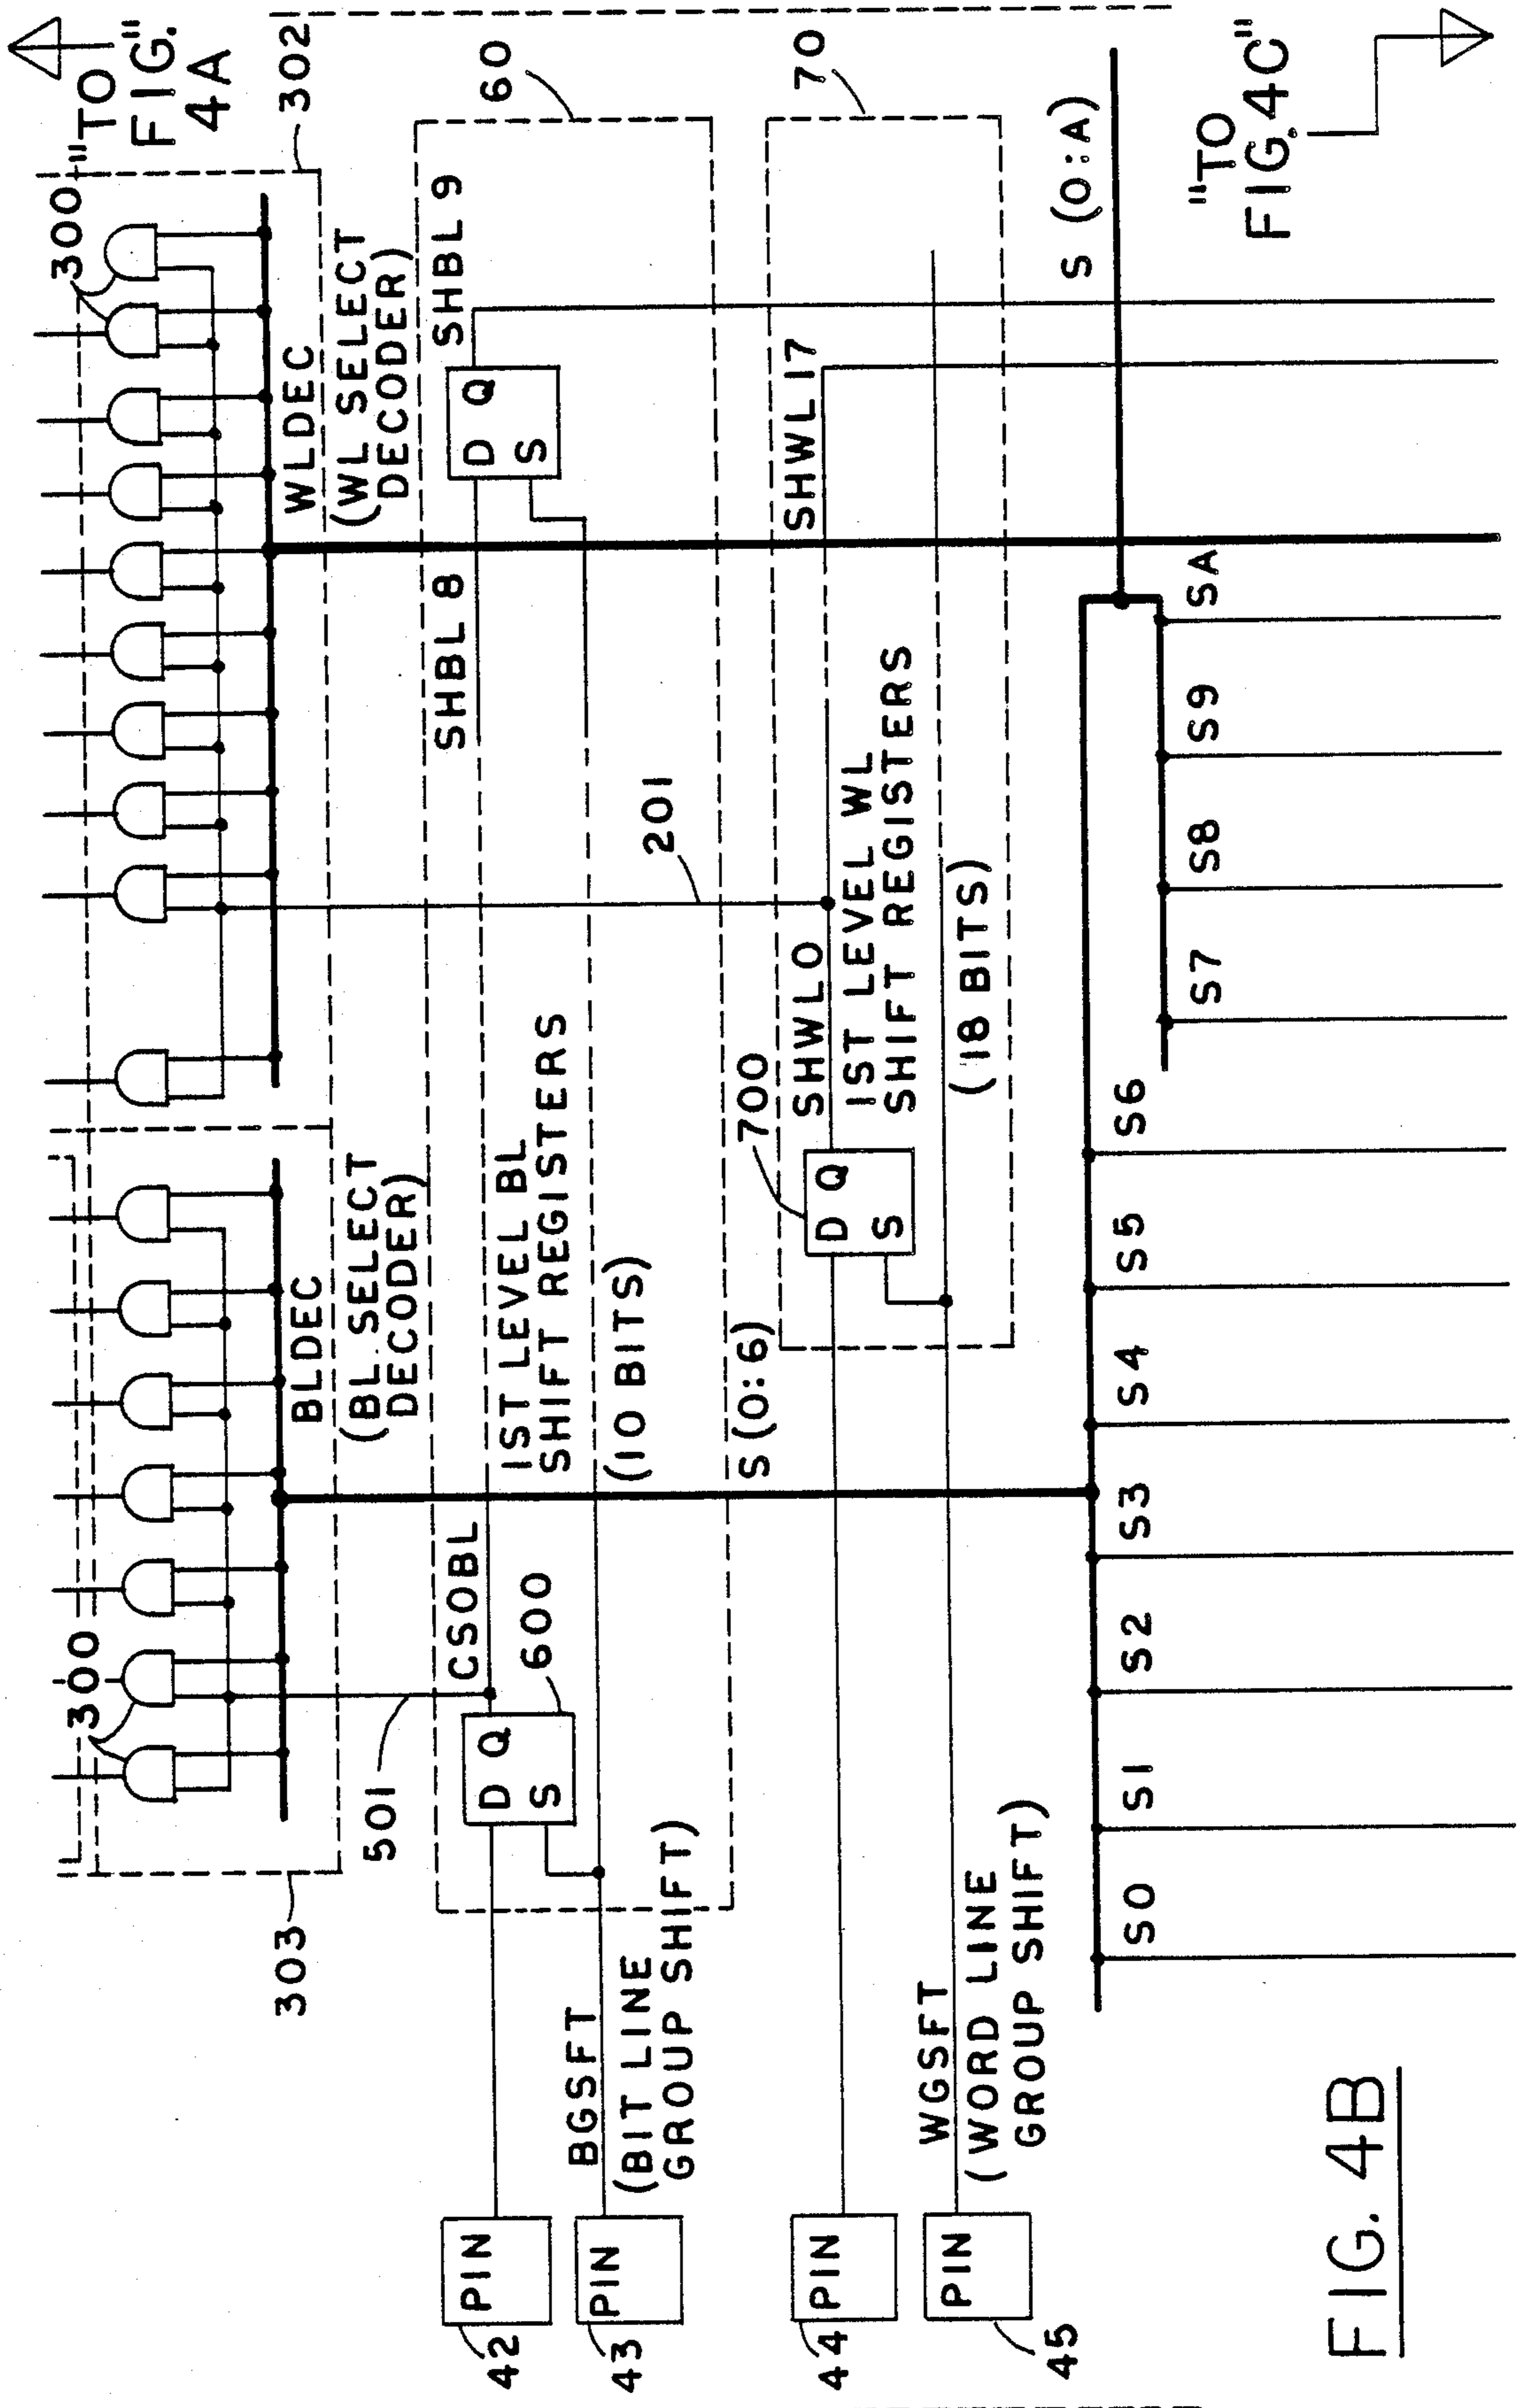 "TO
FIG."
4A
300
302
300
303
WLDEC
(WL SELECT
DECODER)
BLDEC
(BL SELECT
DECODER)
60
SHBL 9
SHBL 8
D Q
S
501
CSOBL
600
D Q
S
1ST LEVEL BL
SHIFT REGISTERS
(10 BITS)
201
70
SHWL17
SHWLO
700
D Q
S
1ST LEVEL WL
SHIFT REGISTERS
(18 BITS)
PIN
42
PIN
43
BGSFT
(BIT LINE
GROUP SHIFT)
PIN
44
PIN
45
WGSFT
(WORD LINE
GROUP SHIFT)
S (0:6)
S (0:A)
S0
S1
S2
S3
S4
S5
S6
S7
S8
S9
SA
"TO
FIG. 4C"
FIG. 4B